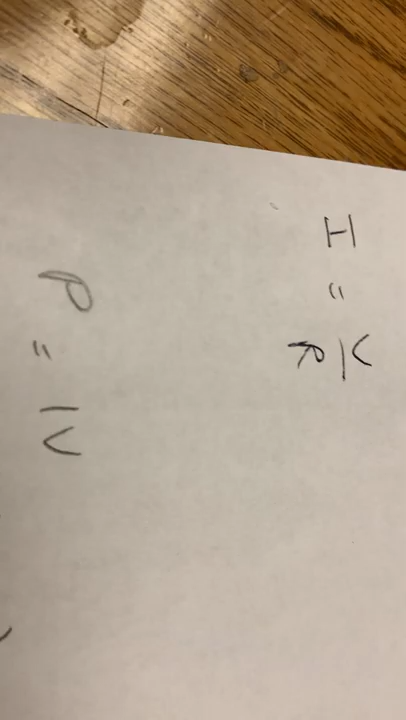 I = V/R
P = IV